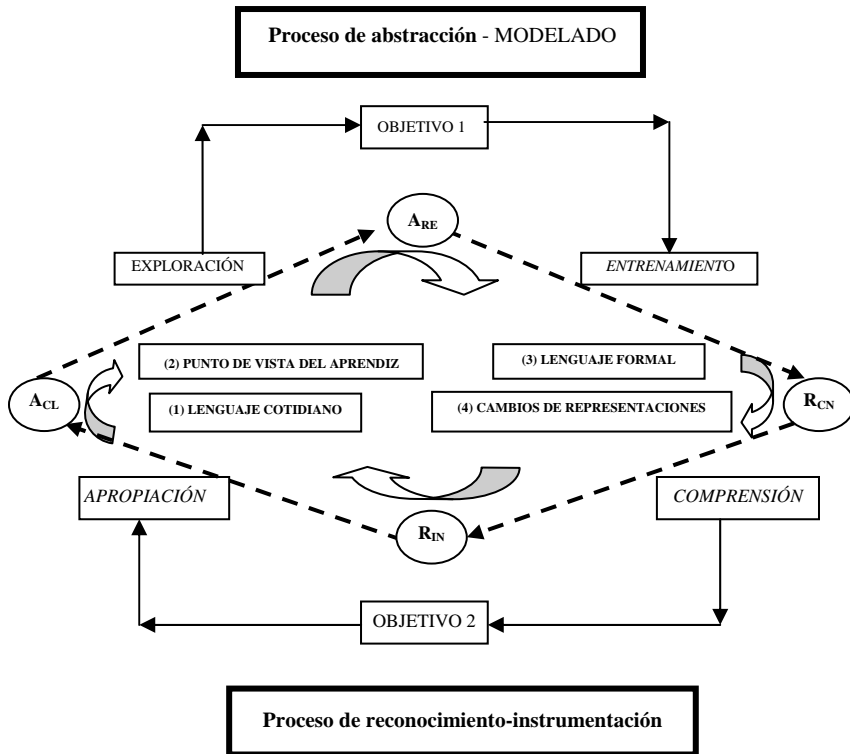 Proceso de abstracción - MODELADO
OBJETIVO 1
A_RE
EXPLORACIÓN
ENTRENAMIENTO
(2) PUNTO DE VISTA DEL APRENDIZ
(3) LENGUAJE FORMAL
A_CL
(1) LENGUAJE COTIDIANO
(4) CAMBIOS DE REPRESENTACIONES
R_CN
APROPIACIÓN
COMPRENSIÓN
R_IN
OBJETIVO 2
Proceso de reconocimiento-instrumentación